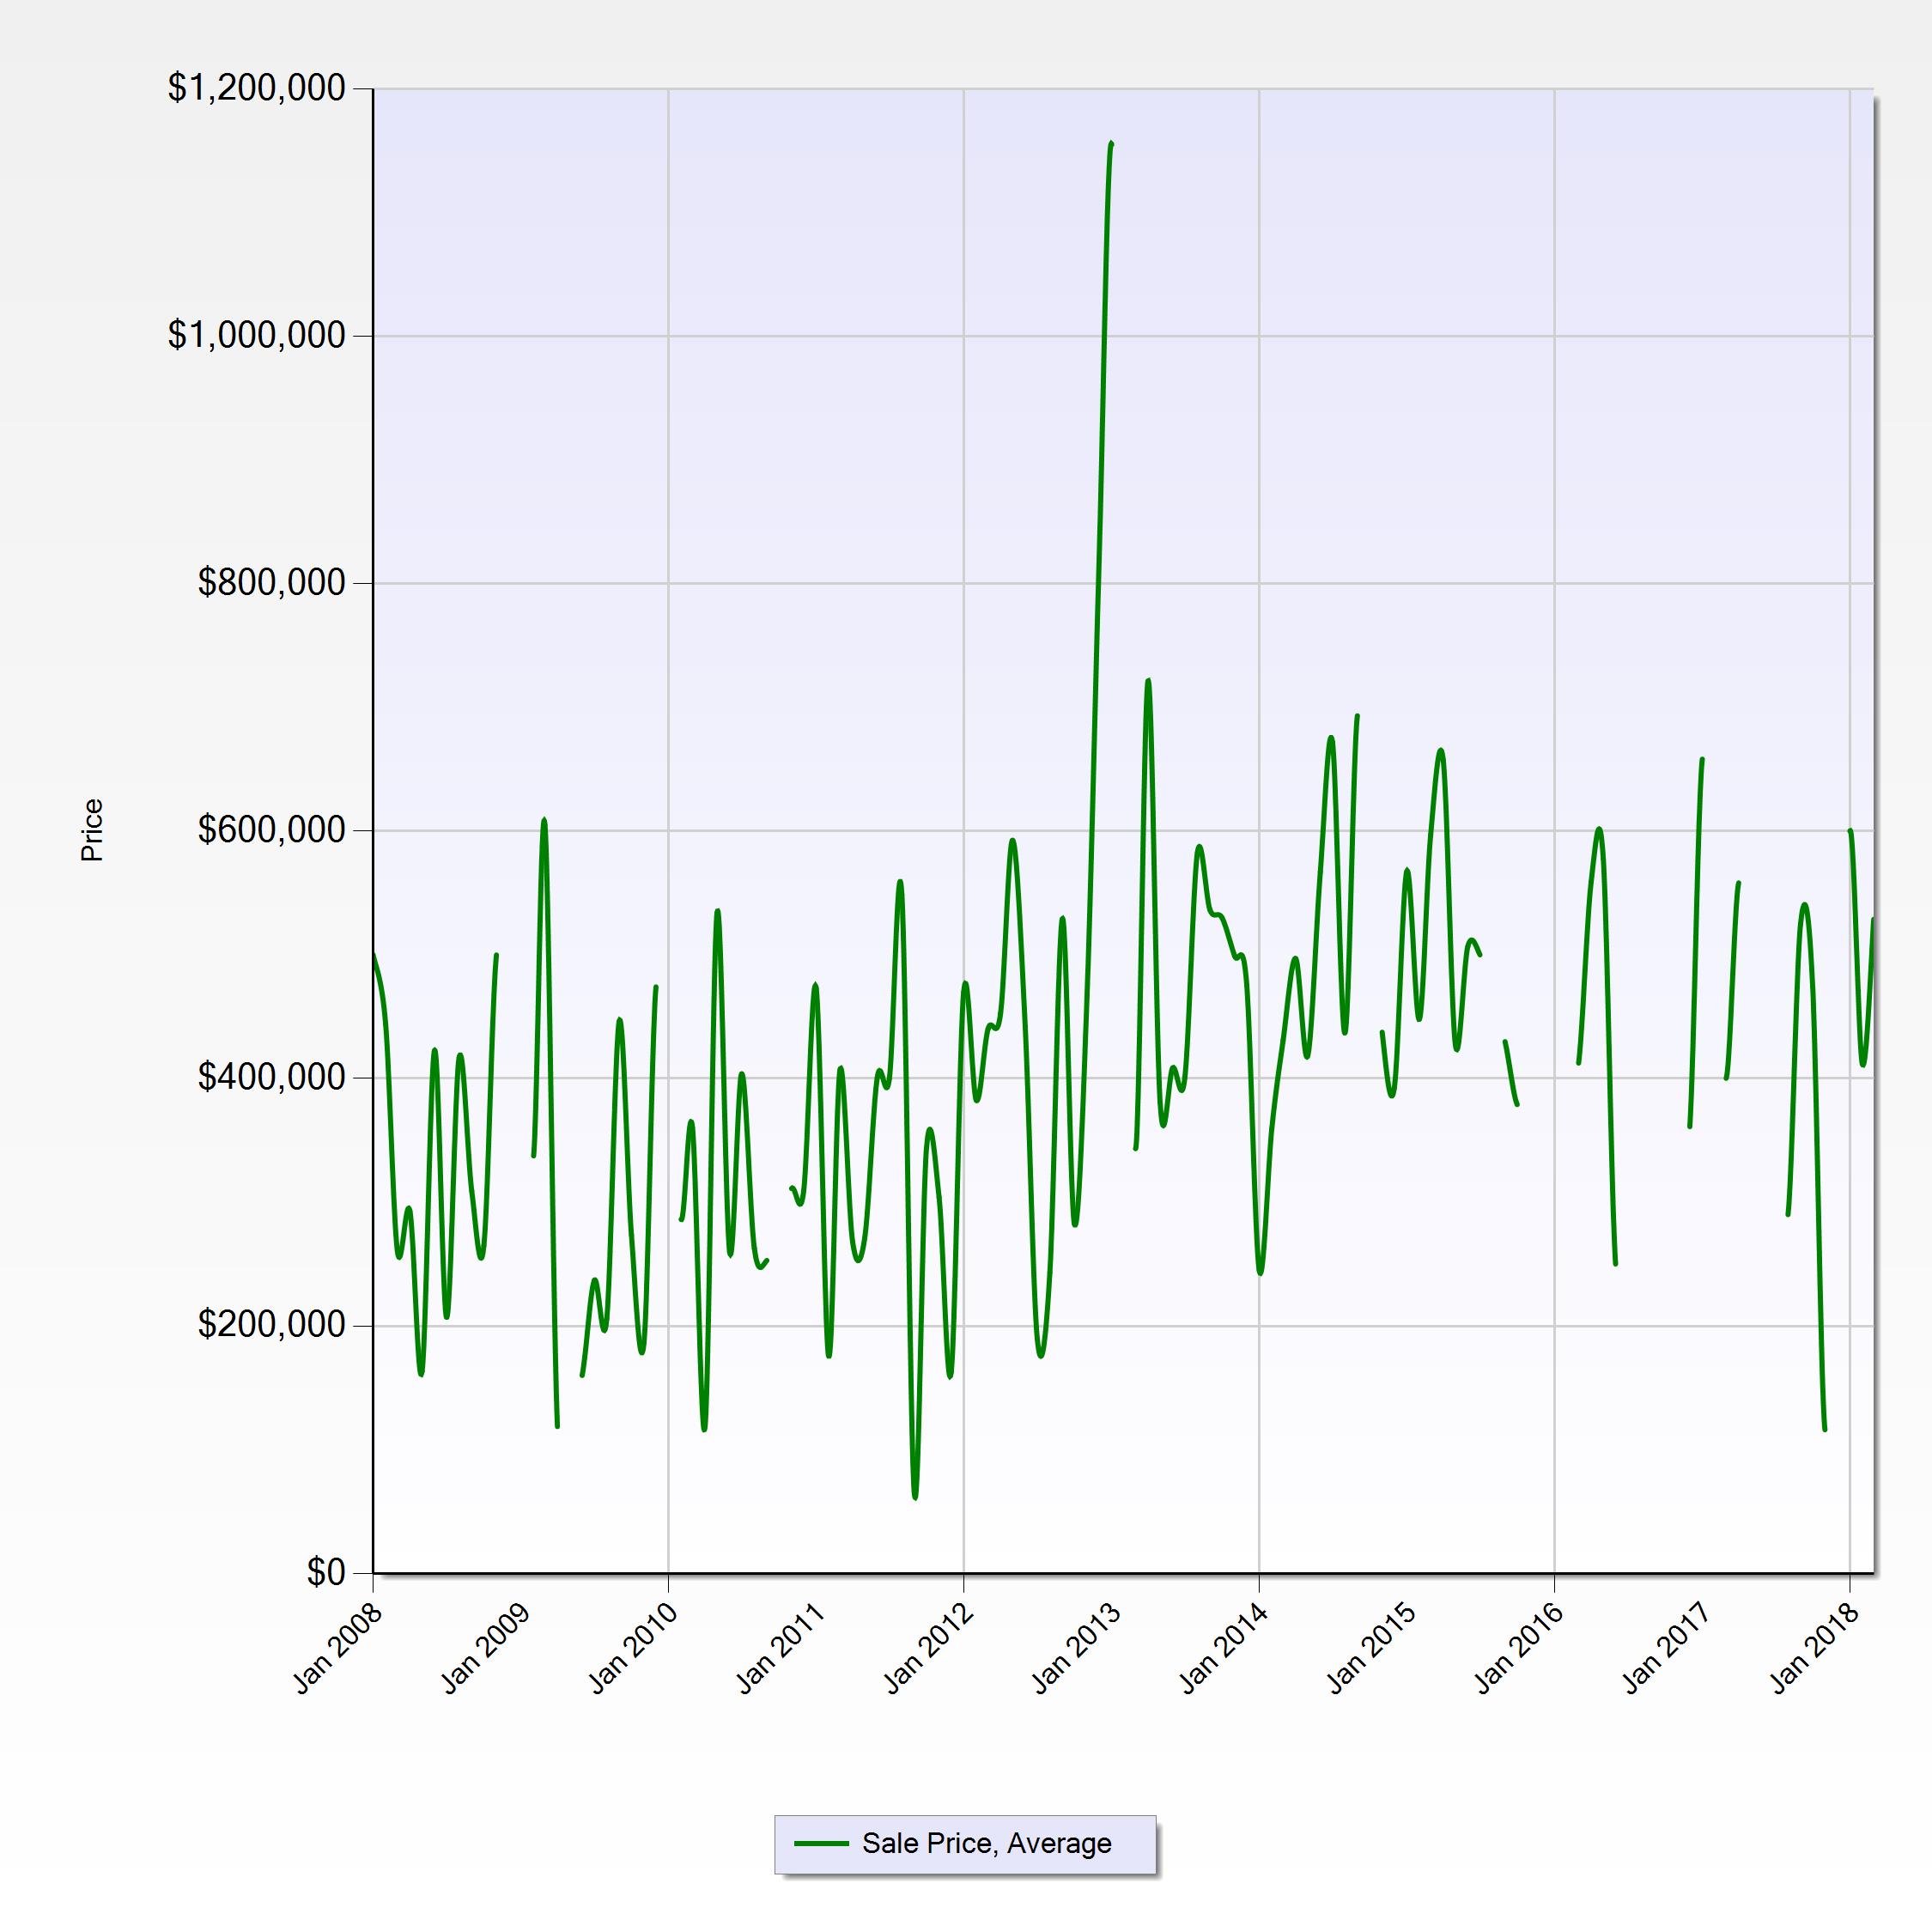 $1,200,000
$1,000,000
$800,000
$600,000
$400,000
$200,000
$0
Price
Jan 2008
Jan 2009
Jan 2010
Jan 2011
Jan 2012
Jan 2013
Jan 2014
Jan 2015
Jan 2016
Jan 2017
Jan 2018
Sale Price, Average